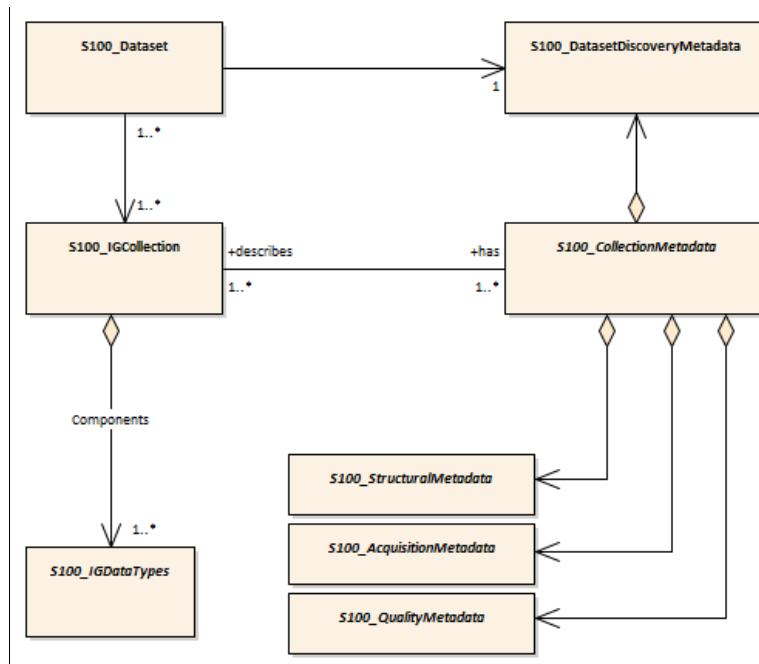 S100_Dataset
S100_DatasetDiscoveryMetadata
1
1..*
1..*
S100_IGCollection
+describes
+has
S100_CollectionMetadata
1..*
1..*
Components
S100_StructuralMetadata
1..*
S100_AcquisitionMetadata
S100_IGDataTypes
S100_QualityMetadata